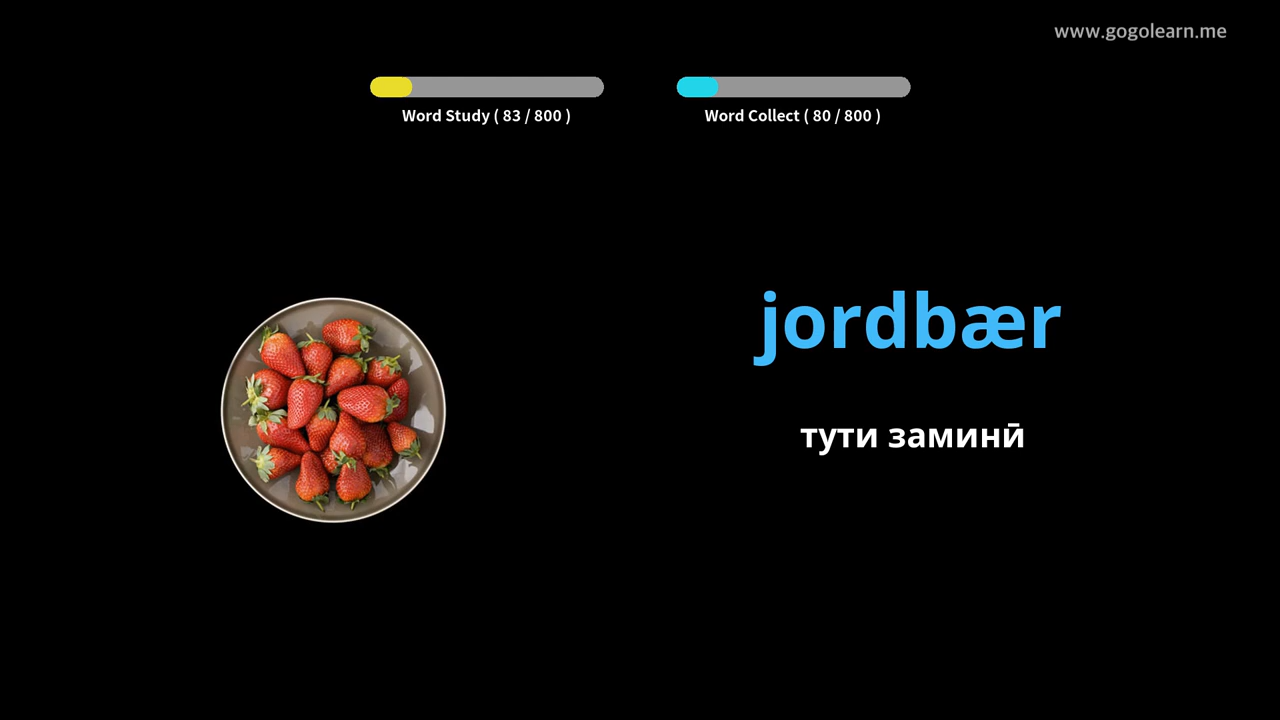 www.gogolearn.me
Word Study ( 83 / 800 )
Word Collect ( 80 / 800 )
jordbær
тути заминӣ